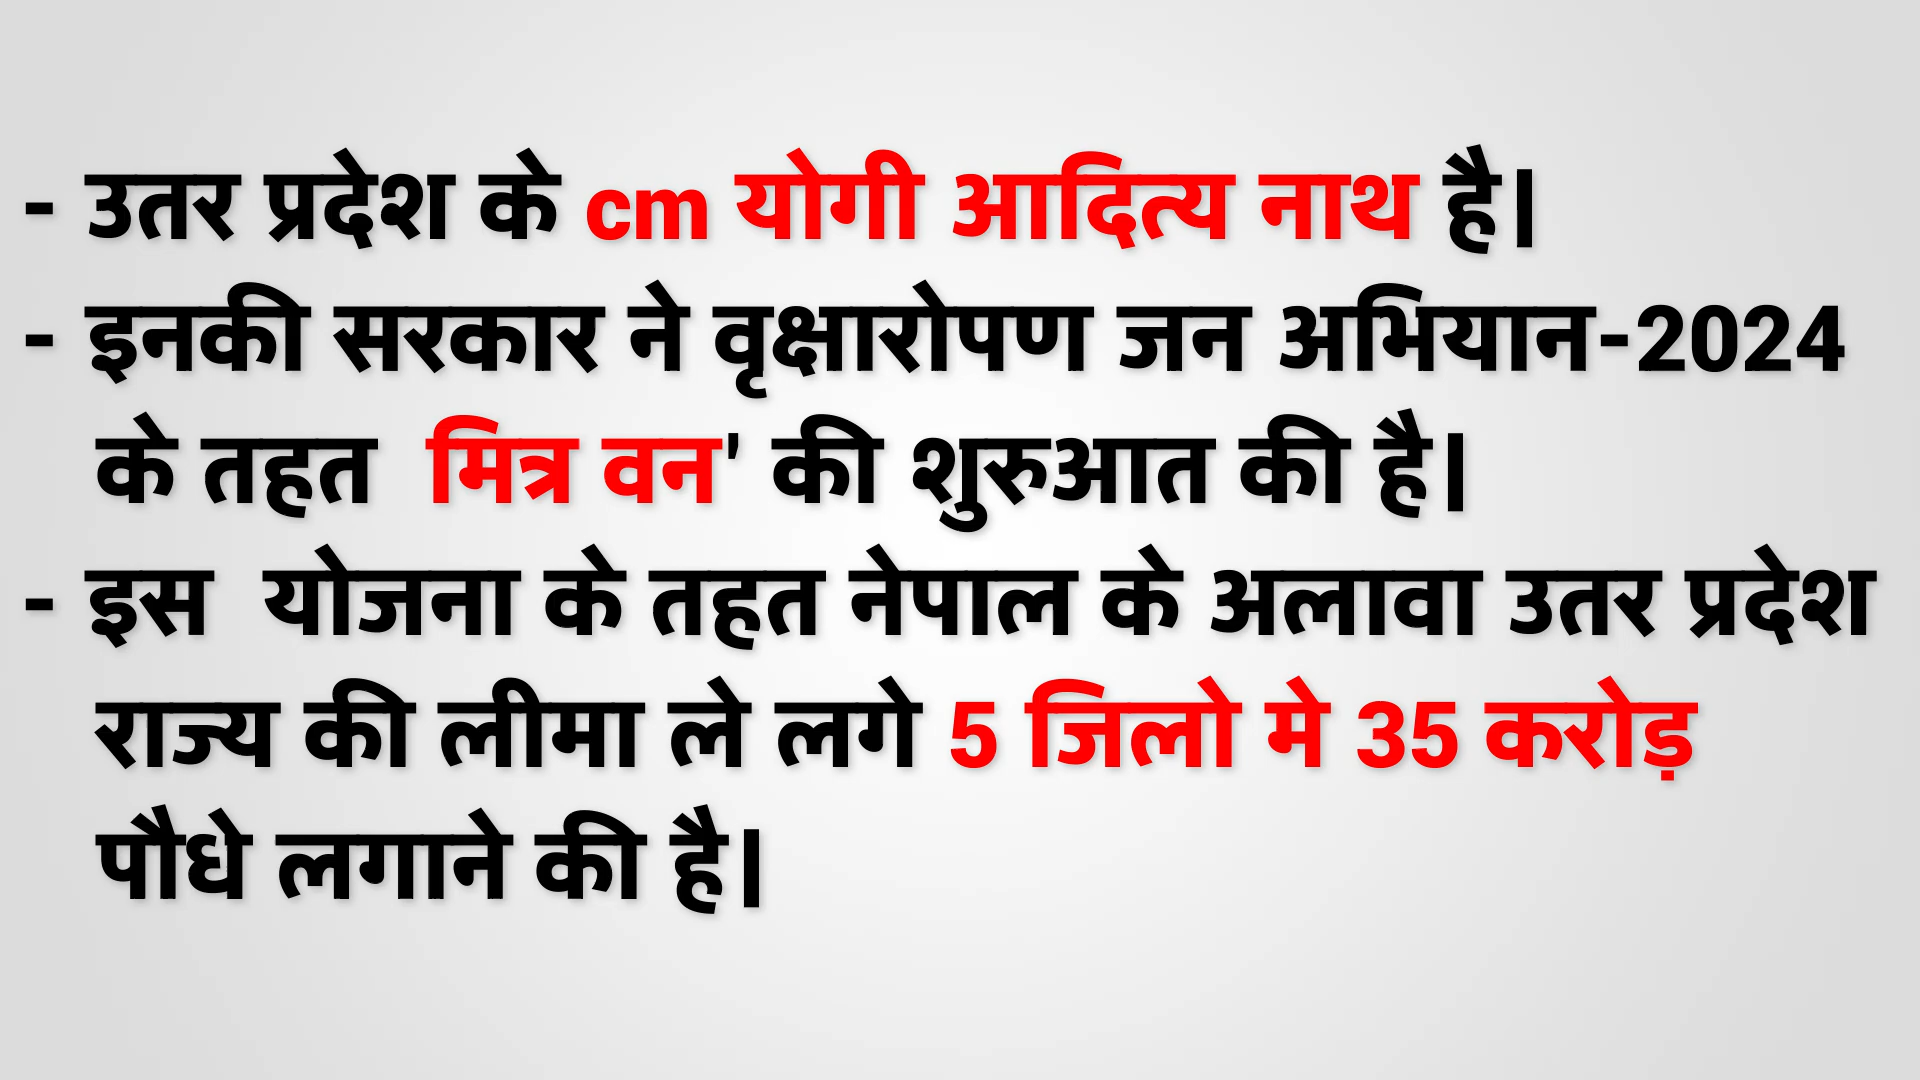 - उतर प्रदेश के cm योगी आदित्य नाथ है।
- इनकी सरकार ने वृक्षारोपण जन अभियान-2024
के तहत मित्र वन' की शुरुआत की है।
- इस योजना के तहत नेपाल के अलावा उतर प्रदेश
राज्य की लीमा ले लगे 5 जिलो मे 35 करोड़
पौधे लगाने की है।